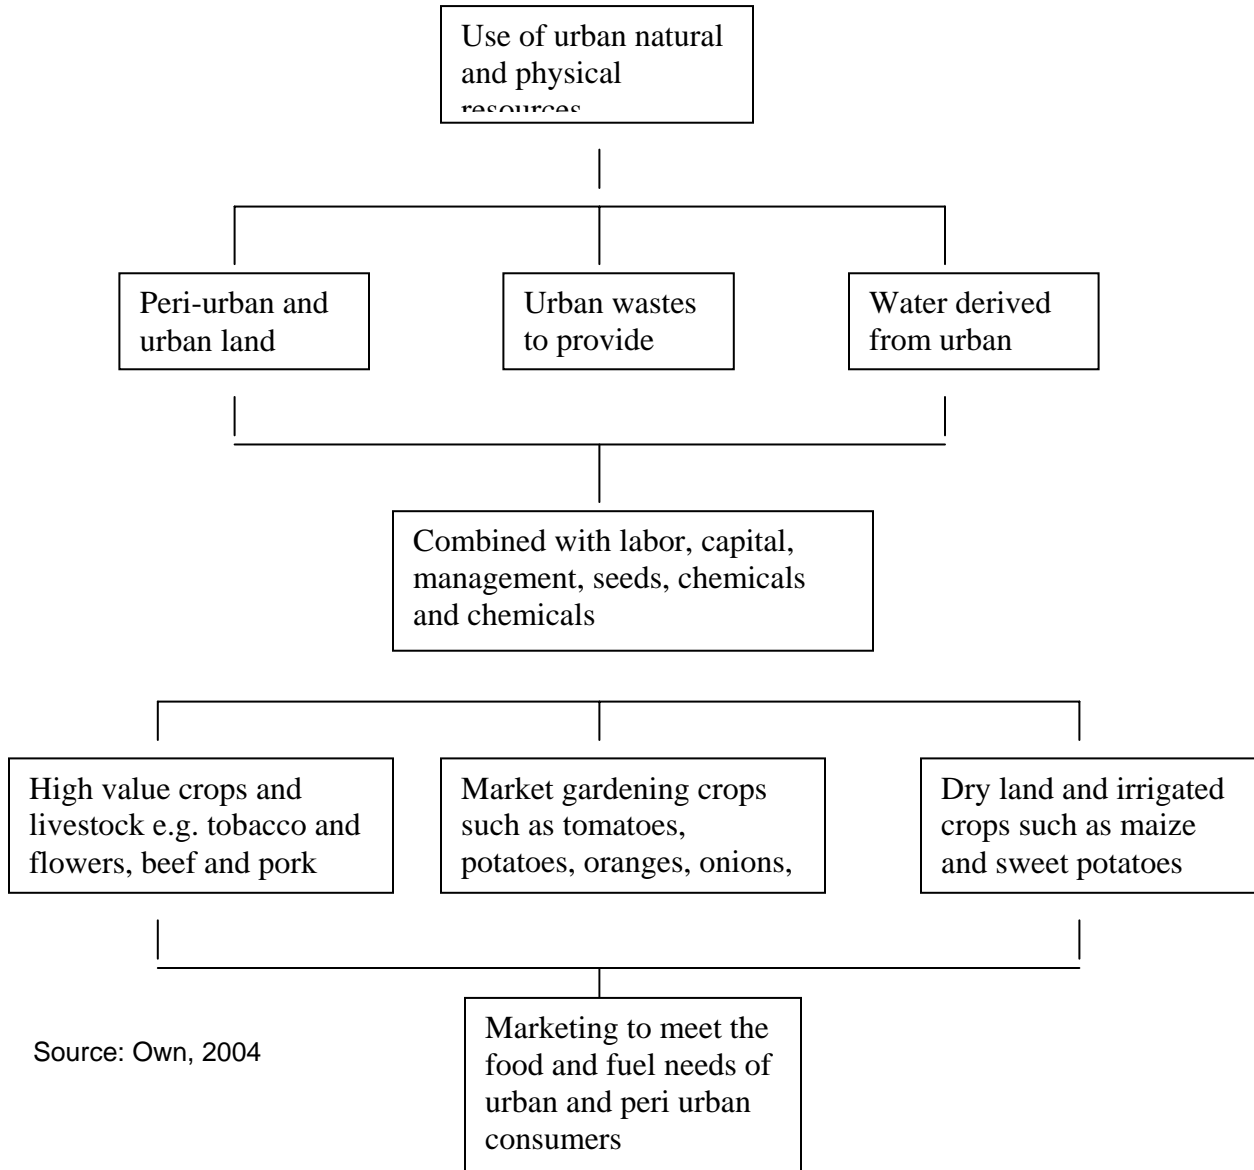 Use of urban natural
and physical
resources
Peri-urban and
urban land
Urban wastes
to provide
Water derived
from urban
Combined with labor, capital,
management, seeds, chemicals
and chemicals
High value crops and
livestock e.g. tobacco and
flowers, beef and pork
Market gardening crops
such as tomatoes,
potatoes, oranges, onions,
Dry land and irrigated
crops such as maize
and sweet potatoes
Source: Own, 2004
Marketing to meet the
food and fuel needs of
urban and peri urban
consumers